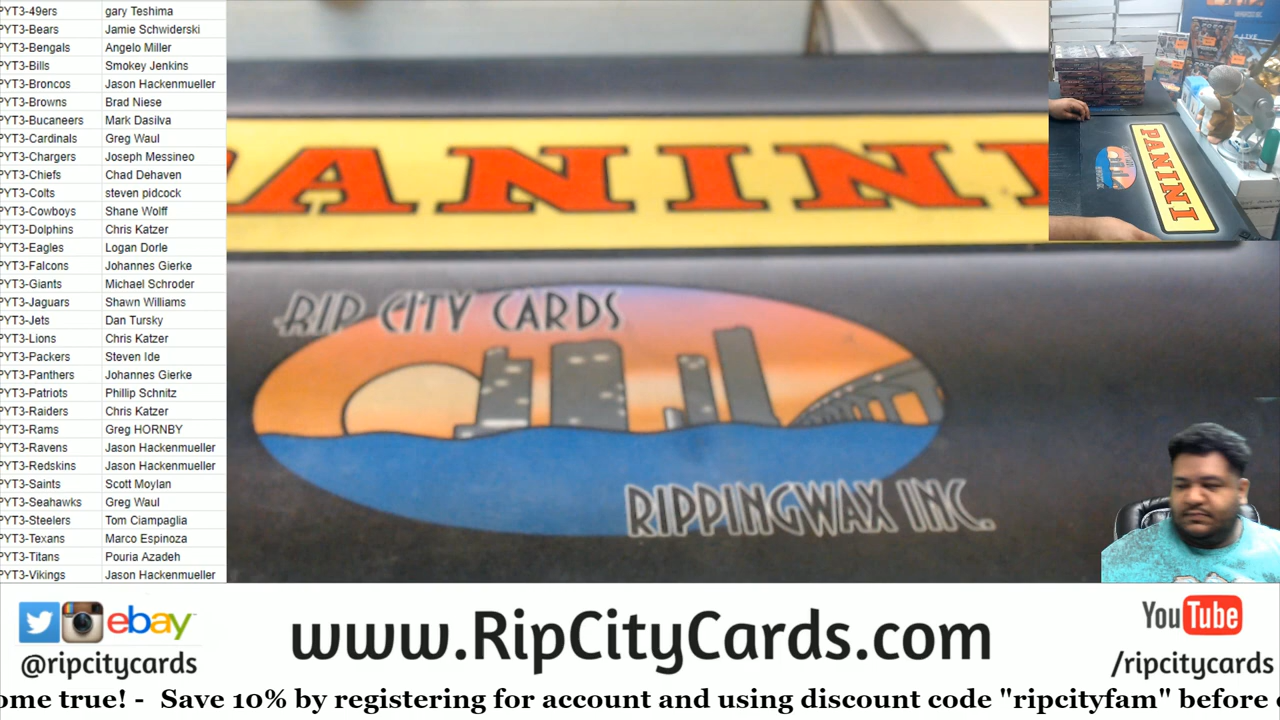 PYT3-49ers gary Teshima
PYT3-Bears Jamie Schwiderski
PYT3-Bengals Angelo Miller
PYT3-Bills Smokey Jenkins
PYT3-Broncos Jason Hackenmueller
PYT3-Browns Brad Niese
PYT3-Bucaneers Mark Dasilva
PYT3-Cardinals Greg Waul
PYT3-Chargers Joseph Messineo
PYT3-Chiefs Chad Dehaven
PYT3-Colts steven pidcock
PYT3-Cowboys Shane Wolff
PYT3-Dolphins Chris Katzer
PYT3-Eagles Logan Dorle
PYT3-Falcons Johannes Gierke
PYT3-Giants Michael Schroder
PYT3-Jaguars Shawn Williams
PYT3-Jets Dan Tursky
PYT3-Lions Chris Katzer
PYT3-Packers Steven Ide
PYT3-Panthers Johannes Gierke
PYT3-Patriots Phillip Schnitz
PYT3-Raiders Chris Katzer
PYT3-Rams Greg HORNBY
PYT3-Ravens Jason Hackenmueller
PYT3-Redskins Jason Hackenmueller
PYT3-Saints Scott Moylan
PYT3-Seahawks Greg Waul
PYT3-Steelers Tom Ciampaglia
PYT3-Texans Marco Espinoza
PYT3-Titans Pouria Azadeh
PYT3-Vikings Jason Hackenmueller
PANINI
RIP CITY CARDS
RIPPINGWAX INC.
PANINI
ebay
@ripcitycards
www.RipCityCards.com
YouTube
/ripcitycards
ome true! - Save 10% by registering for account and using discount code "ripcityfam" before